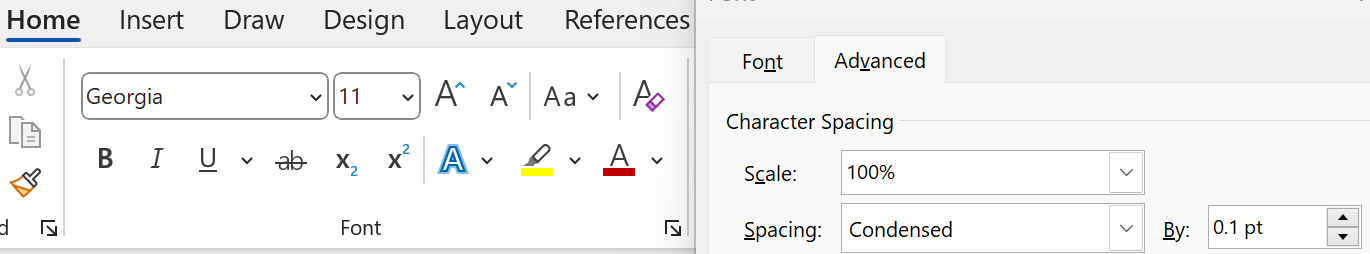 Home Insert Draw Design Layout References
Georgia 11 Aa A
B I U ab x₂ x² A A
d Font
Font Advanced
Character Spacing
Scale: 100%
Spacing: Condensed By: 0.1 pt